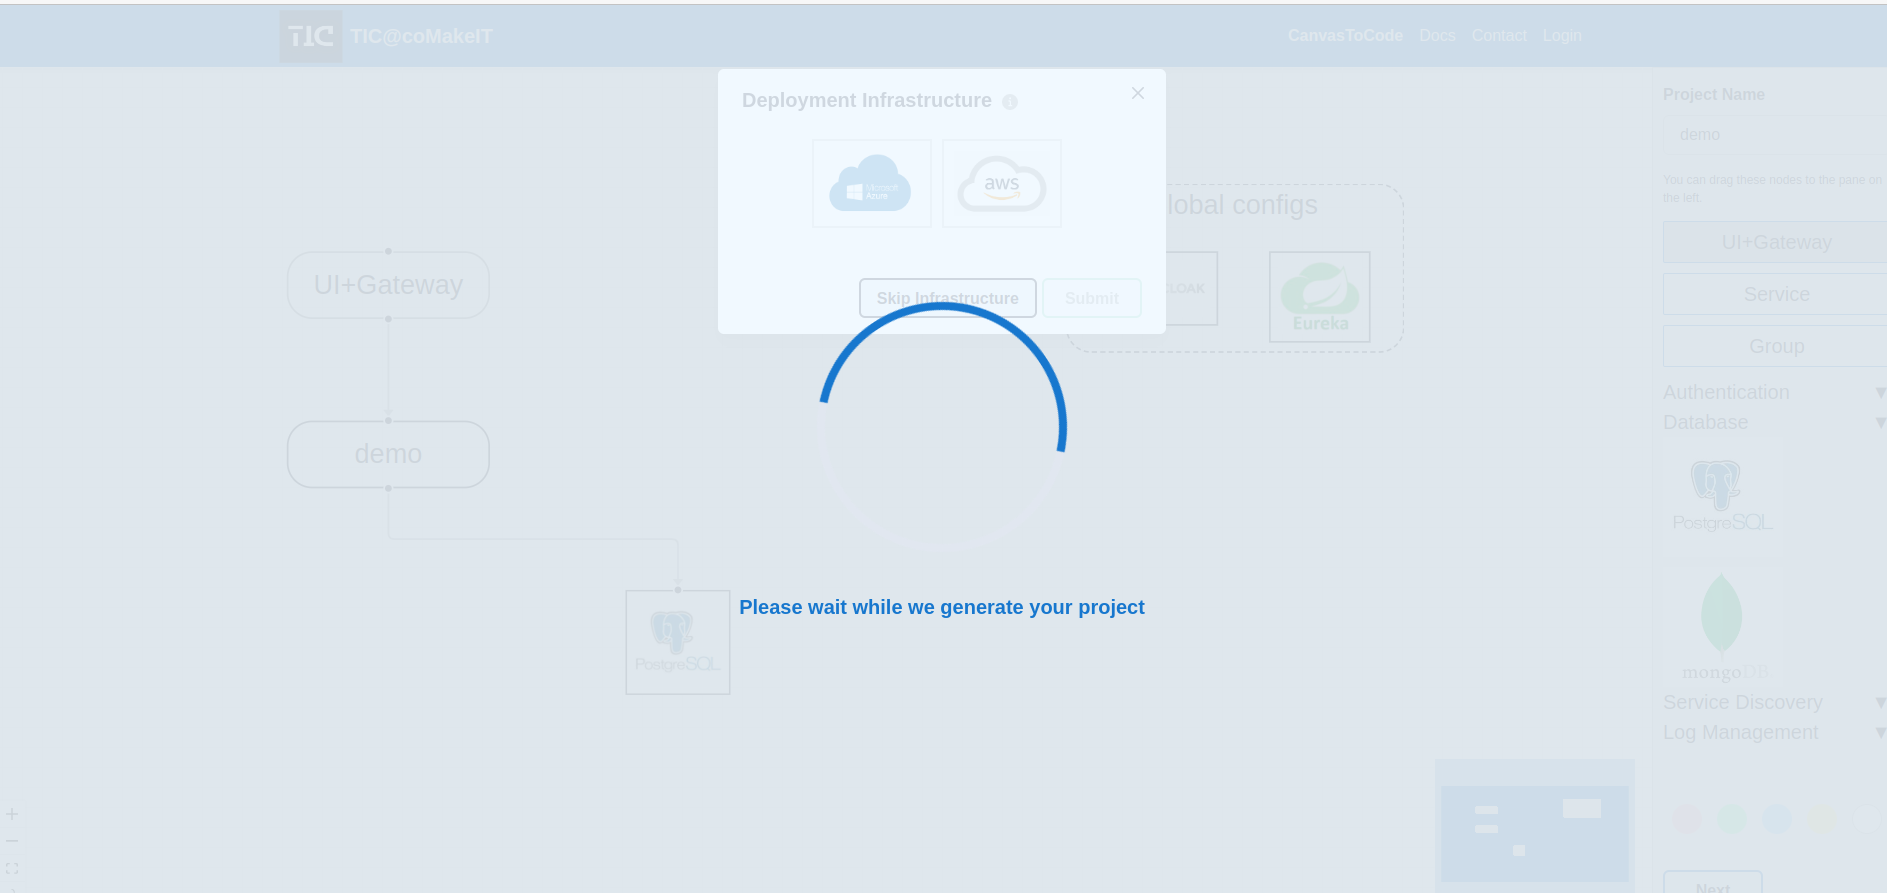 TIC TIC@coMakeIT
CanvasToCode Docs Contact Login
Deployment Infrastructure
Microsoft
Azure
aws
Skip Infrastructure
Submit
UI+Gateway
demo
PostgreSQL
lobal configs
CLOAK
Eureka
Please wait while we generate your project
Project Name
demo
You can drag these nodes to the pane on
the left.
UI+Gateway
Service
Group
Authentication
Database
PostgreSQL
mongoDB
Service Discovery
Log Management
Next